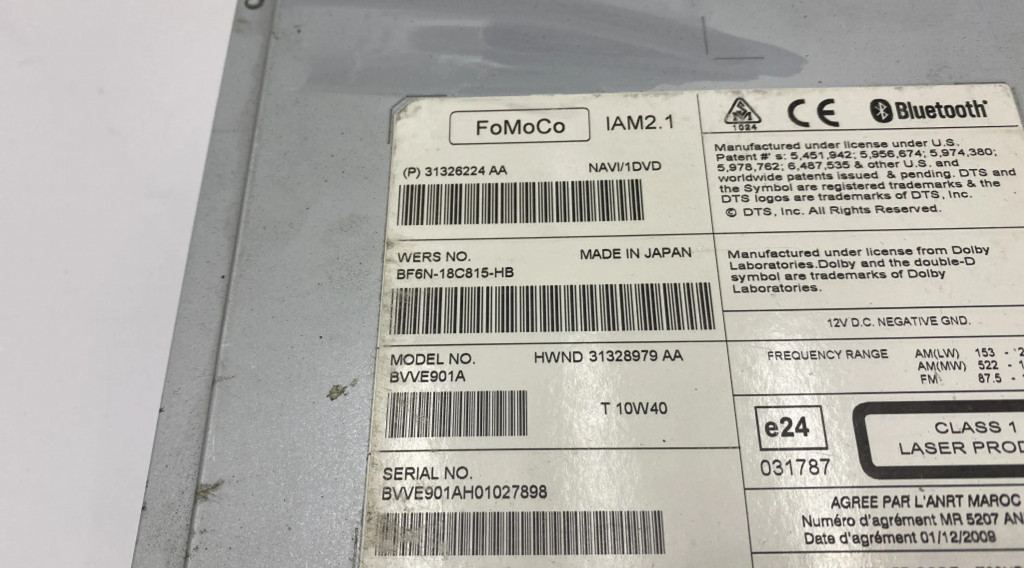 FoMoCo IAM2.1
(P) 31326224 AA NAVI/1DVD
WERS NO. MADE IN JAPAN
BF6N-18C815-HB
MODEL NO. HWND 31328979 AA
BVVE901A
T 10W40
SERIAL NO.
BVVE901AH01027898
1024
CE
Bluetooth
Manufactured under license under U.S.
Patent #' s: 5,451,942; 5,956,674; 5,974,380;
5,978,762; 6,487,535 & other U.S. and
worldwide patents issued & pending. DTS and
the Symbol are registered trademarks & the
DTS logos are trademarks of DTS, Inc.
© DTS, Inc. All Rights Reserved.
Manufactured under license from Dolby
Laboratories.Dolby and the double-D
symbol are trademarks of Dolby
Laboratories.
12V D.C. NEGATIVE GND.
FREQUENCY RANGE AM(LW) 153 -
AM(MW) 522 -
FM 87.5 -
e24
031787
CLASS 1
LASER PROD
AGREE PAR L'ANRT MAROC
Numéro d'agrément MR 5207 AN
Date d'agrément 01/12/2009